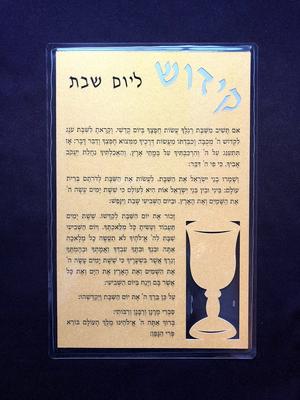 קידוש ליום שבת
אם תשיב משבת רגלך עשות חפצך ביום קדשי. וקראת לשבת ענג
לקדוש ה' מכבד. וכבדתו מעשות דרכיך ממצוא חפצך ודבר דבר: אז
תתענג על ה' והרכבתיך על במתי ארץ. והאכלתיך נחלת יעקב
אביך. כי פי ה' דבר:
ושמרו בני ישראל את השבת. לעשות את השבת לדרתם ברית
עולם: ביני ובין בני ישראל אות היא לעולם כי ששת ימים עשה ה'
את השמים ואת הארץ. וביום השביעי שבת וינפש:
זכור את יום השבת לקדשו. ששת ימים
תעבוד ועשית כל מלאכתך. ויום השביעי
שבת לה' א-להיך לא תעשה כל מלאכה
אתה ובנך ובתך עבדך ואמתך ובהמתך
וגרך אשר בשעריך כי ששת ימים עשה ה'
את השמים ואת הארץ את הים ואת כל
אשר בם וינח ביום השביעי:
על כן ברך ה' את יום השבת ויקדשהו:
סברי מרנן ורבנן ורבותי:
ברוך אתה ה' א-להינו מלך העולם בורא
פרי הגפן: